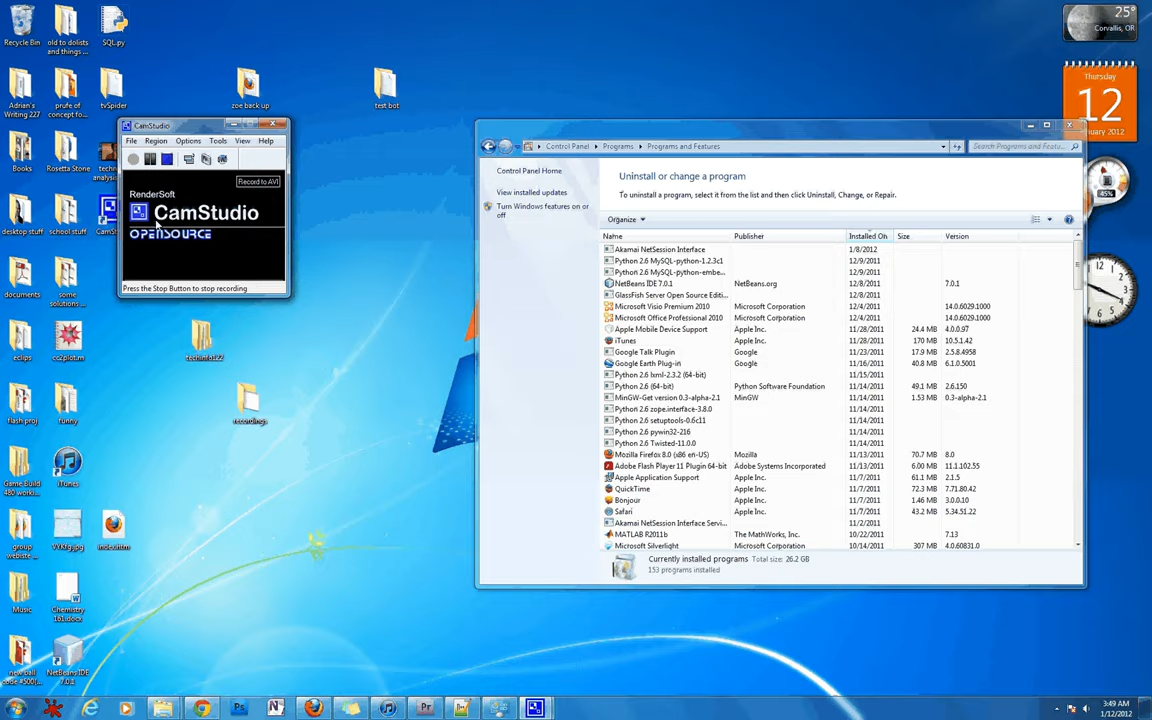 Recycle Bin
old to dolists
and things ...
SQL.py
Adrian's
Writing 227
prufe of
concept fo...
tvSpider
zoe back up
test bot
Books
Rosetta Stone
desktop stuff
school stuff
documents
some
solutions ...
eclips
techinfo122
flash proj
funny
recordings
Game Build
480 worki...
iTunes
group
webiste ...
VYkfg.jpg
index.htm
Music
Chemistry
161.docx
NetBeans IDE
7.0.1
CamStudio
File Region Options Tools View Help
Record to AVI
RenderSoft
CamStudio
OPENSOURCE
Press the Stop Button to stop recording
Control Panel Programs Programs and Features
Search Programs and Featu...
Control Panel Home
View installed updates
Turn Windows features on or
off
Uninstall or change a program
To uninstall a program, select it from the list and then click Uninstall, Change, or Repair.
Organize
Name Publisher Installed On Size Version
Akamai NetSession Interface 1/8/2012
Python 2.6 MySQL-python-1.2.3c1 12/9/2011
Python 2.6 MySQL-python-embe... 12/9/2011
NetBeans IDE 7.0.1 NetBeans.org 12/8/2011 7.0.1
GlassFish Server Open Source Editi... 12/8/2011
Microsoft Visio Premium 2010 Microsoft Corporation 12/4/2011 14.0.6029.1000
Microsoft Office Professional 2010 Microsoft Corporation 12/4/2011 14.0.6029.1000
Apple Mobile Device Support Apple Inc. 11/28/2011 24.4 MB 4.0.0.97
iTunes Apple Inc. 11/28/2011 170 MB 10.5.1.42
Google Talk Plugin Google 11/23/2011 17.9 MB 2.5.8.4958
Google Earth Plug-in Google 11/16/2011 40.8 MB 6.1.0.5001
Python 2.6 lxml-2.3.2 (64-bit) 11/15/2011
Python 2.6 (64-bit) Python Software Foundation 11/14/2011 49.1 MB 2.6.150
MinGW-Get version 0.3-alpha-2.1 MinGW 11/14/2011 1.53 MB 0.3-alpha-2.1
Python 2.6 zope.interface-3.8.0 11/14/2011
Python 2.6 setuptools-0.6c11 11/14/2011
Python 2.6 pywin32-216 11/14/2011
Python 2.6 Twisted-11.0.0 11/14/2011
Mozilla Firefox 8.0 (x86 en-US) Mozilla 11/13/2011 70.7 MB 8.0
Adobe Flash Player 11 Plugin 64-bit Adobe Systems Incorporated 11/13/2011 6.00 MB 11.1.102.55
Apple Application Support Apple Inc. 11/7/2011 61.1 MB 2.1.5
QuickTime Apple Inc. 11/7/2011 72.3 MB 7.71.80.42
Bonjour Apple Inc. 11/7/2011 1.46 MB 3.0.0.10
Safari Apple Inc. 11/7/2011 43.2 MB 5.34.51.22
Akamai NetSession Interface Servi... 11/2/2011
MATLAB R2011b The MathWorks, Inc. 10/22/2011 7.13
Microsoft Silverlight Microsoft Corporation 10/14/2011 307 MB 4.0.60831.0
Currently installed programs Total size: 26.2 GB
153 programs installed
25°
Corvallis, OR
Thursday
12
45%
Ps
Pr
3:49 AM
1/12/2012